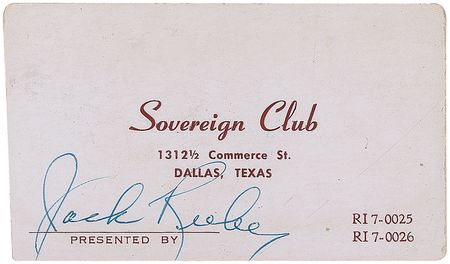 Sovereign Club
1312½ Commerce St.
DALLAS, TEXAS
Jack Ruby
PRESENTED BY
RI 7-0025
RI 7-0026